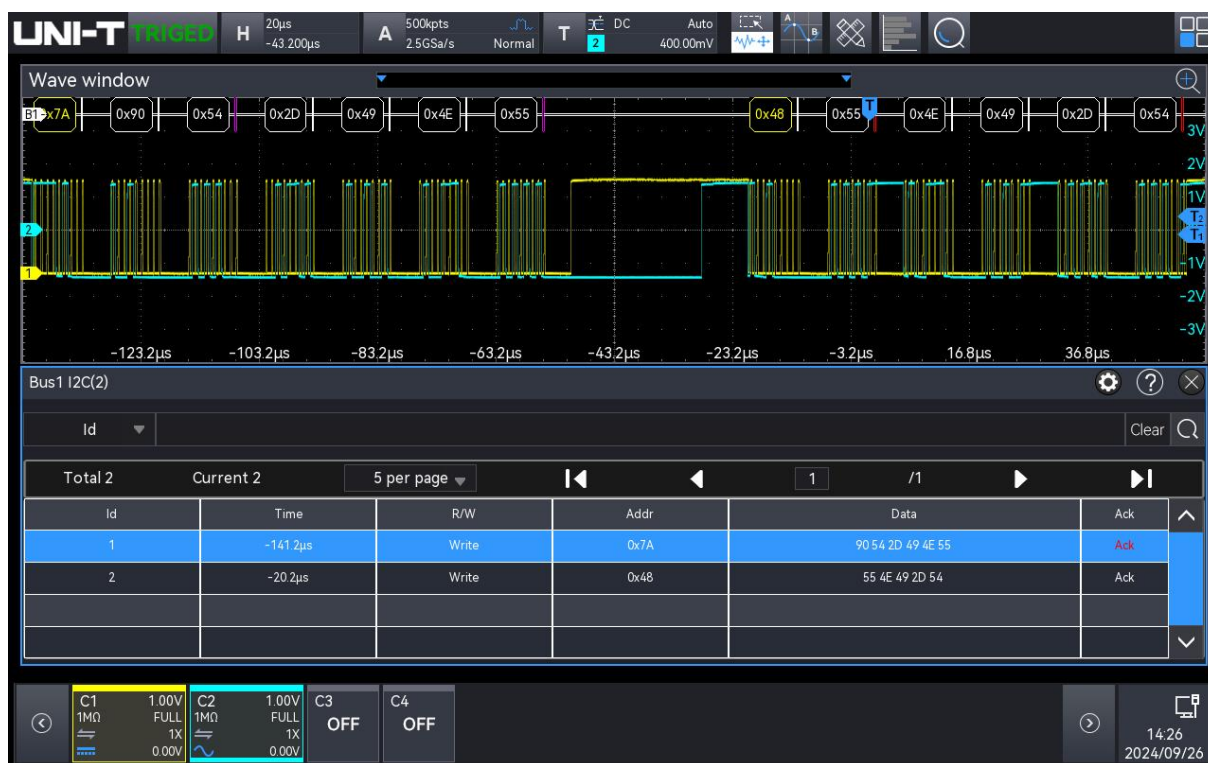 UNI-T TRIGED H 20µs -43.200µs A 500kpts 2.5GSa/s Normal T 2 DC Auto 400.00mV A B
Wave window
B1 0x7A 0x90 0x54 0x2D 0x49 0x4E 0x55 0x48 0x55 T 0x4E 0x49 0x2D 0x54
3V
2V
1V
2 T2
T1
1 -1V
-2V
-3V
-123.2µs -103.2µs -83.2µs -63.2µs -43.2µs -23.2µs -3.2µs 16.8µs 36.8µs
Bus1 I2C(2) ?
Id Clear
Total 2 Current 2 5 per page 1 /1
Id Time R/W Addr Data Ack
1 -141.2µs Write 0x7A 90 54 2D 49 4E 55 Ack
2 -20.2µs Write 0x48 55 4E 49 2D 54 Ack
C1 1.00V C2 1.00V C3 C4
1MΩ FULL 1MΩ FULL OFF OFF
1X 1X 14:26
0.00V 0.00V 2024/09/26